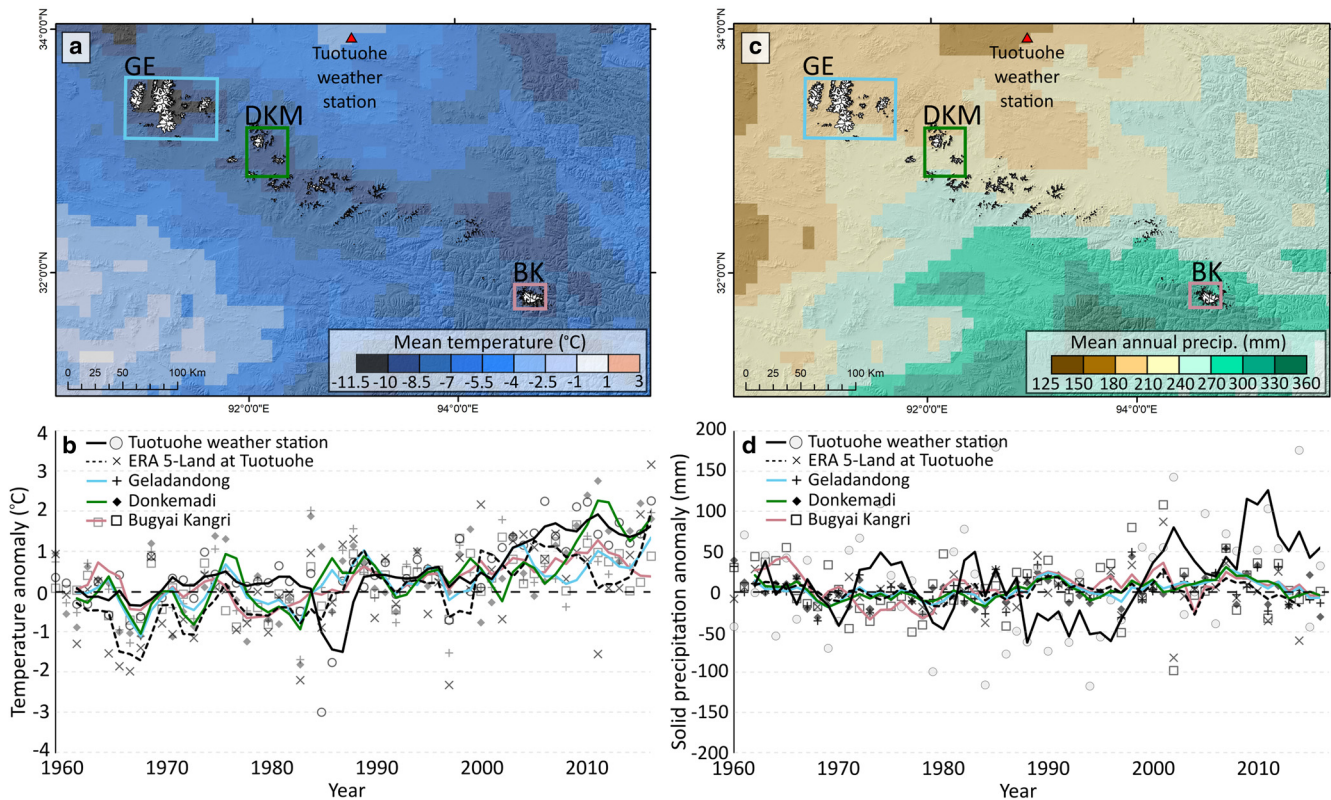 34°0'0"N
a
Tuotuohe
weather
station
GE
DKM
32°0'0"N
BK
Mean temperature (°C)
-11.5 -10 -8.5 -7 -5.5 -4 -2.5 -1 1 3
0 25 50 100 Km
92°0'0"E 94°0'0"E
34°0'0"N
c
Tuotuohe
weather
station
GE
DKM
32°0'0"N
BK
Mean annual precip. (mm)
125 150 180 210 240 270 300 330 360
0 25 50 100 Km
92°0'0"E 94°0'0"E
b
Tuotuohe weather station
ERA 5-Land at Tuotuohe
Geladandong
Donkemadi
Bugyai Kangri
Temperature anomaly (°C)
4
3
2
1
0
-1
-2
-3
-4
1960 1970 1980 1990 2000 2010
Year
d
Tuotuohe weather station
ERA 5-Land at Tuotuohe
Geladandong
Donkemadi
Bugyai Kangri
Solid precipitation anomaly (mm)
200
150
100
50
0
-50
-100
-150
-200
1960 1970 1980 1990 2000 2010
Year